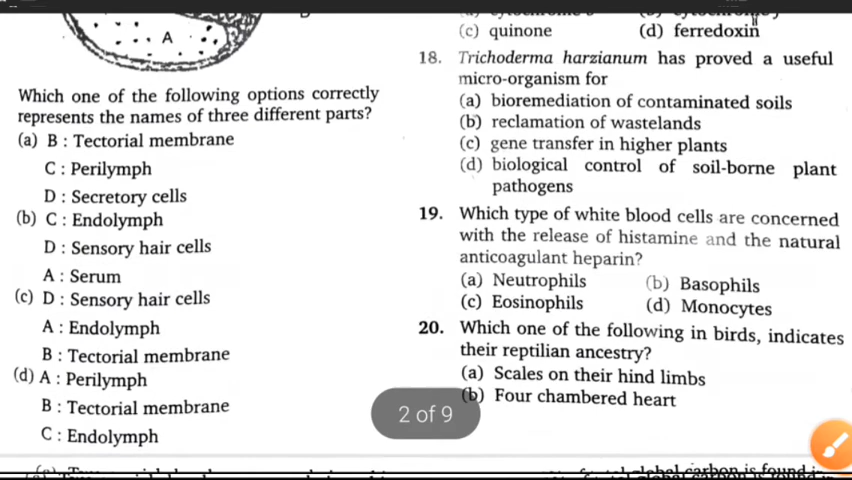 A
Which one of the following options correctly
represents the names of three different parts?
(a) B : Tectorial membrane
C : Perilymph
D : Secretory cells
(b) C : Endolymph
D : Sensory hair cells
A : Serum
(c) D : Sensory hair cells
A : Endolymph
B : Tectorial membrane
(d) A : Perilymph
B : Tectorial membrane
C : Endolymph
(c) quinone (d) ferredoxin
18. Trichoderma harzianum has proved a useful
micro-organism for
(a) bioremediation of contaminated soils
(b) reclamation of wastelands
(c) gene transfer in higher plants
(d) biological control of soil-borne plant
pathogens
19. Which type of white blood cells are concerned
with the release of histamine and the natural
anticoagulant heparin?
(a) Neutrophils (b) Basophils
(c) Eosinophils (d) Monocytes
20. Which one of the following in birds, indicates
their reptilian ancestry?
(a) Scales on their hind limbs
(b) Four chambered heart
2 of 9
global carbon is found in